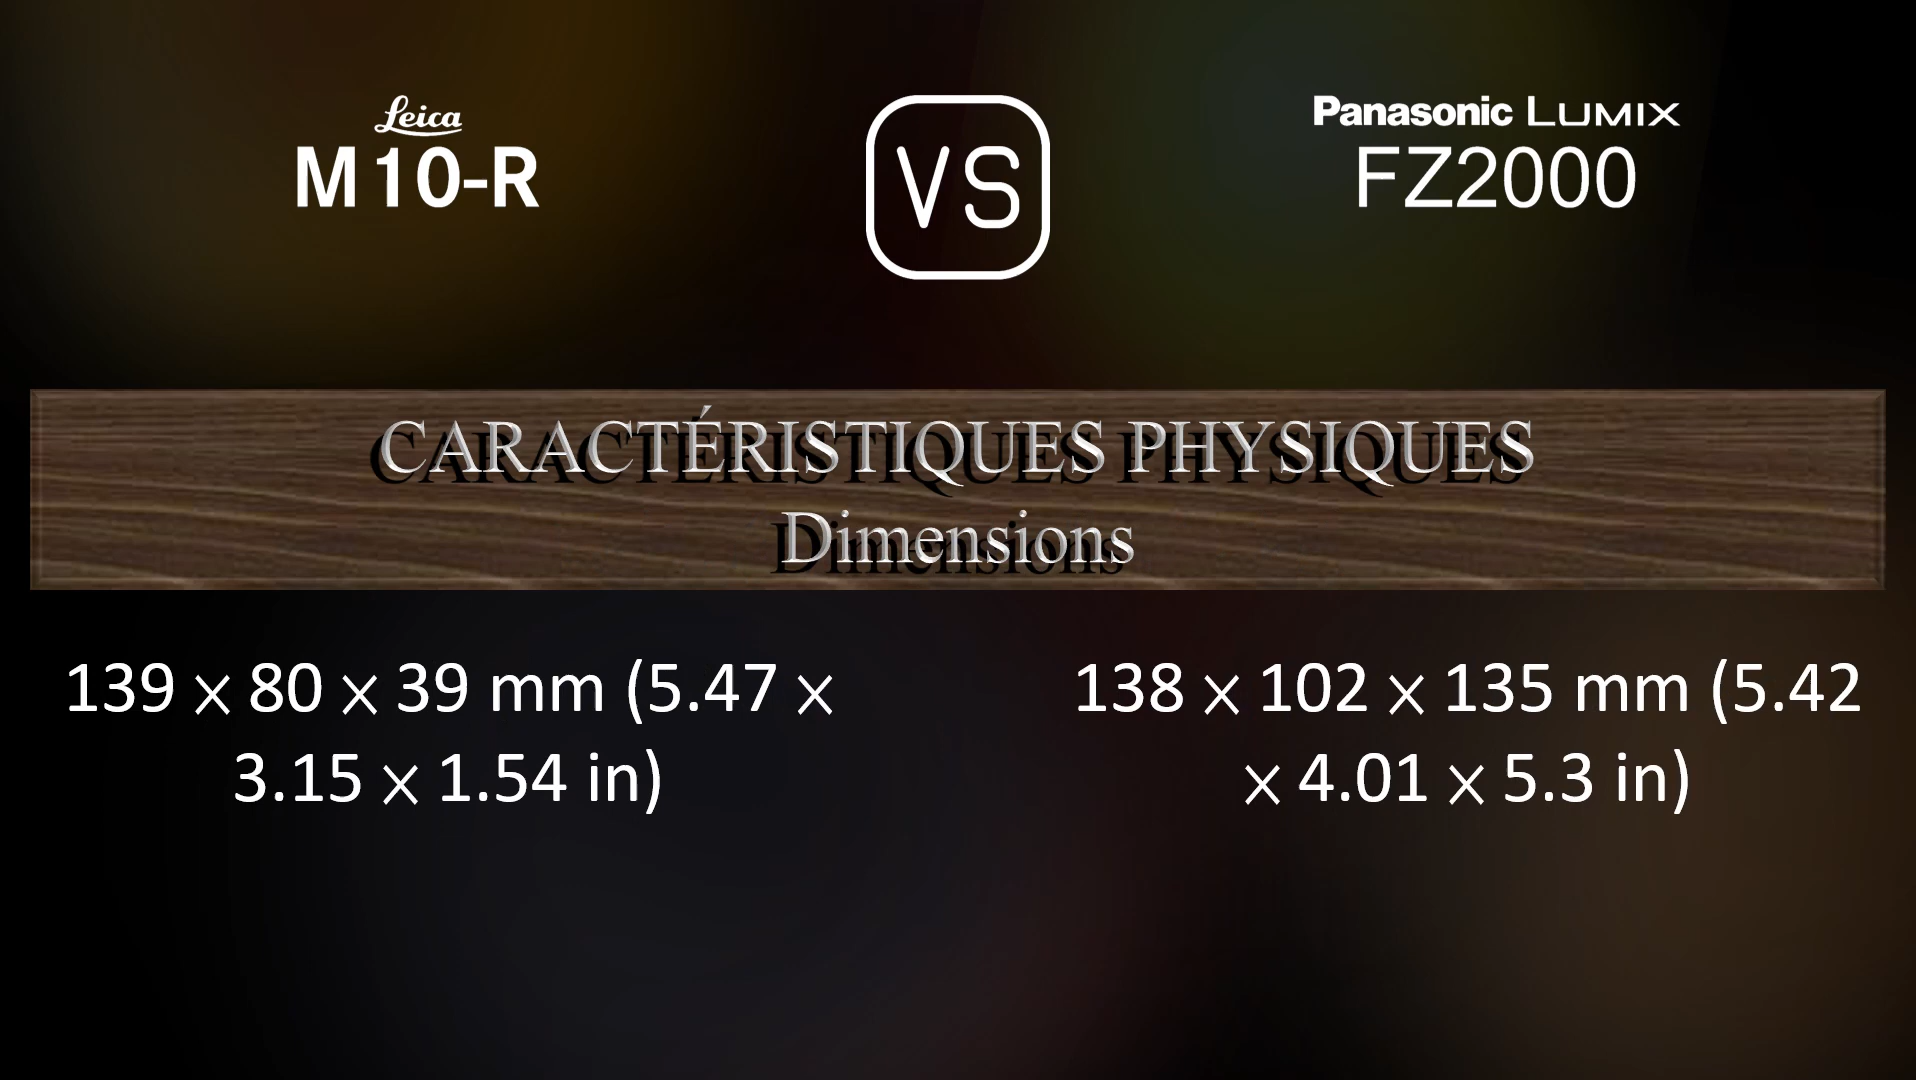 Leica
M10-R
VS
Panasonic LUMIX
FZ2000
CARACTÉRISTIQUES PHYSIQUES
Dimensions
139 x 80 x 39 mm (5.47 x
3.15 x 1.54 in)
138 x 102 x 135 mm (5.42
x 4.01 x 5.3 in)